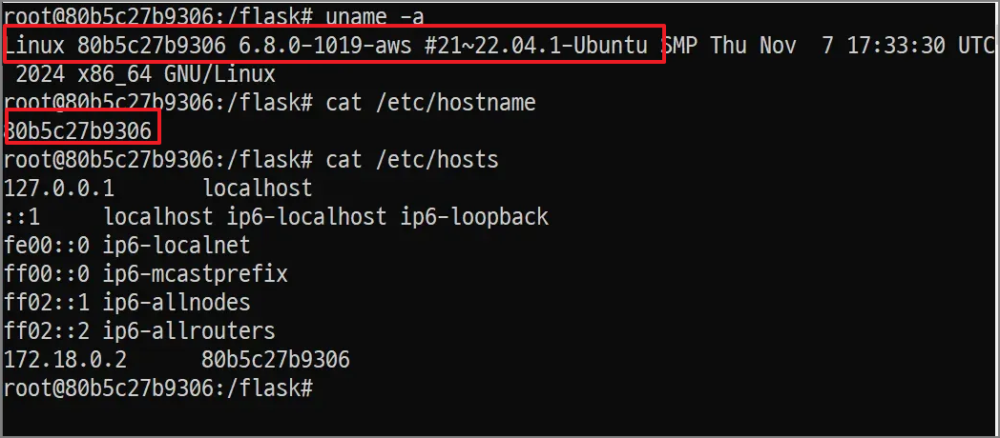 root@80b5c27b9306:/flask# uname -a
Linux 80b5c27b9306 6.8.0-1019-aws #21~22.04.1-Ubuntu SMP Thu Nov  7 17:33:30 UTC
 2024 x86_64 GNU/Linux
root@80b5c27b9306:/flask# cat /etc/hostname
80b5c27b9306
root@80b5c27b9306:/flask# cat /etc/hosts
127.0.0.1       localhost
::1     localhost ip6-localhost ip6-loopback
fe00::0 ip6-localnet
ff00::0 ip6-mcastprefix
ff02::1 ip6-allnodes
ff02::2 ip6-allrouters
172.18.0.2      80b5c27b9306
root@80b5c27b9306:/flask#